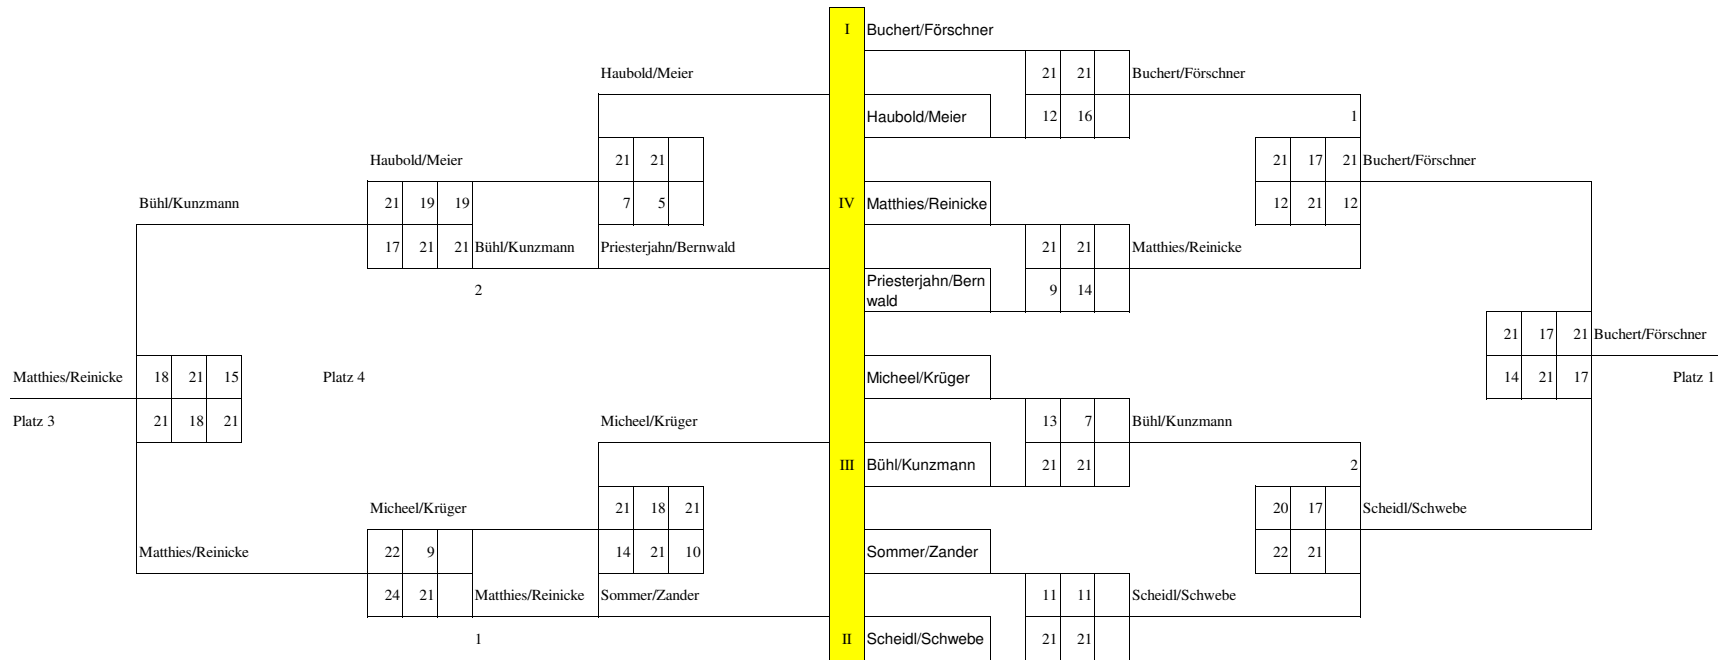 I Buchert/Förschner
Haubold/Meier 21 21 Buchert/Förschner
Haubold/Meier 12 16 1
Haubold/Meier 21 21 21 17 21 Buchert/Förschner
Bühl/Kunzmann 21 19 19 7 5 IV Matthies/Reinicke 12 21 12
17 21 21 Bühl/Kunzmann Priesterjahn/Bernwald 21 21 Matthies/Reinicke
2 Priesterjahn/Bern 9 14
wald
21 17 21 Buchert/Förschner
Matthies/Reinicke 18 21 15 Platz 4 Micheel/Krüger 14 21 17 Platz 1
Platz 3 21 18 21 Micheel/Krüger 13 7 Bühl/Kunzmann
III Bühl/Kunzmann 21 21 2
Micheel/Krüger 21 18 21 20 17 Scheidl/Schwebe
Matthies/Reinicke 22 9 14 21 10 Sommer/Zander 22 21
24 21 Matthies/Reinicke Sommer/Zander 11 11 Scheidl/Schwebe
1 II Scheidl/Schwebe 21 21